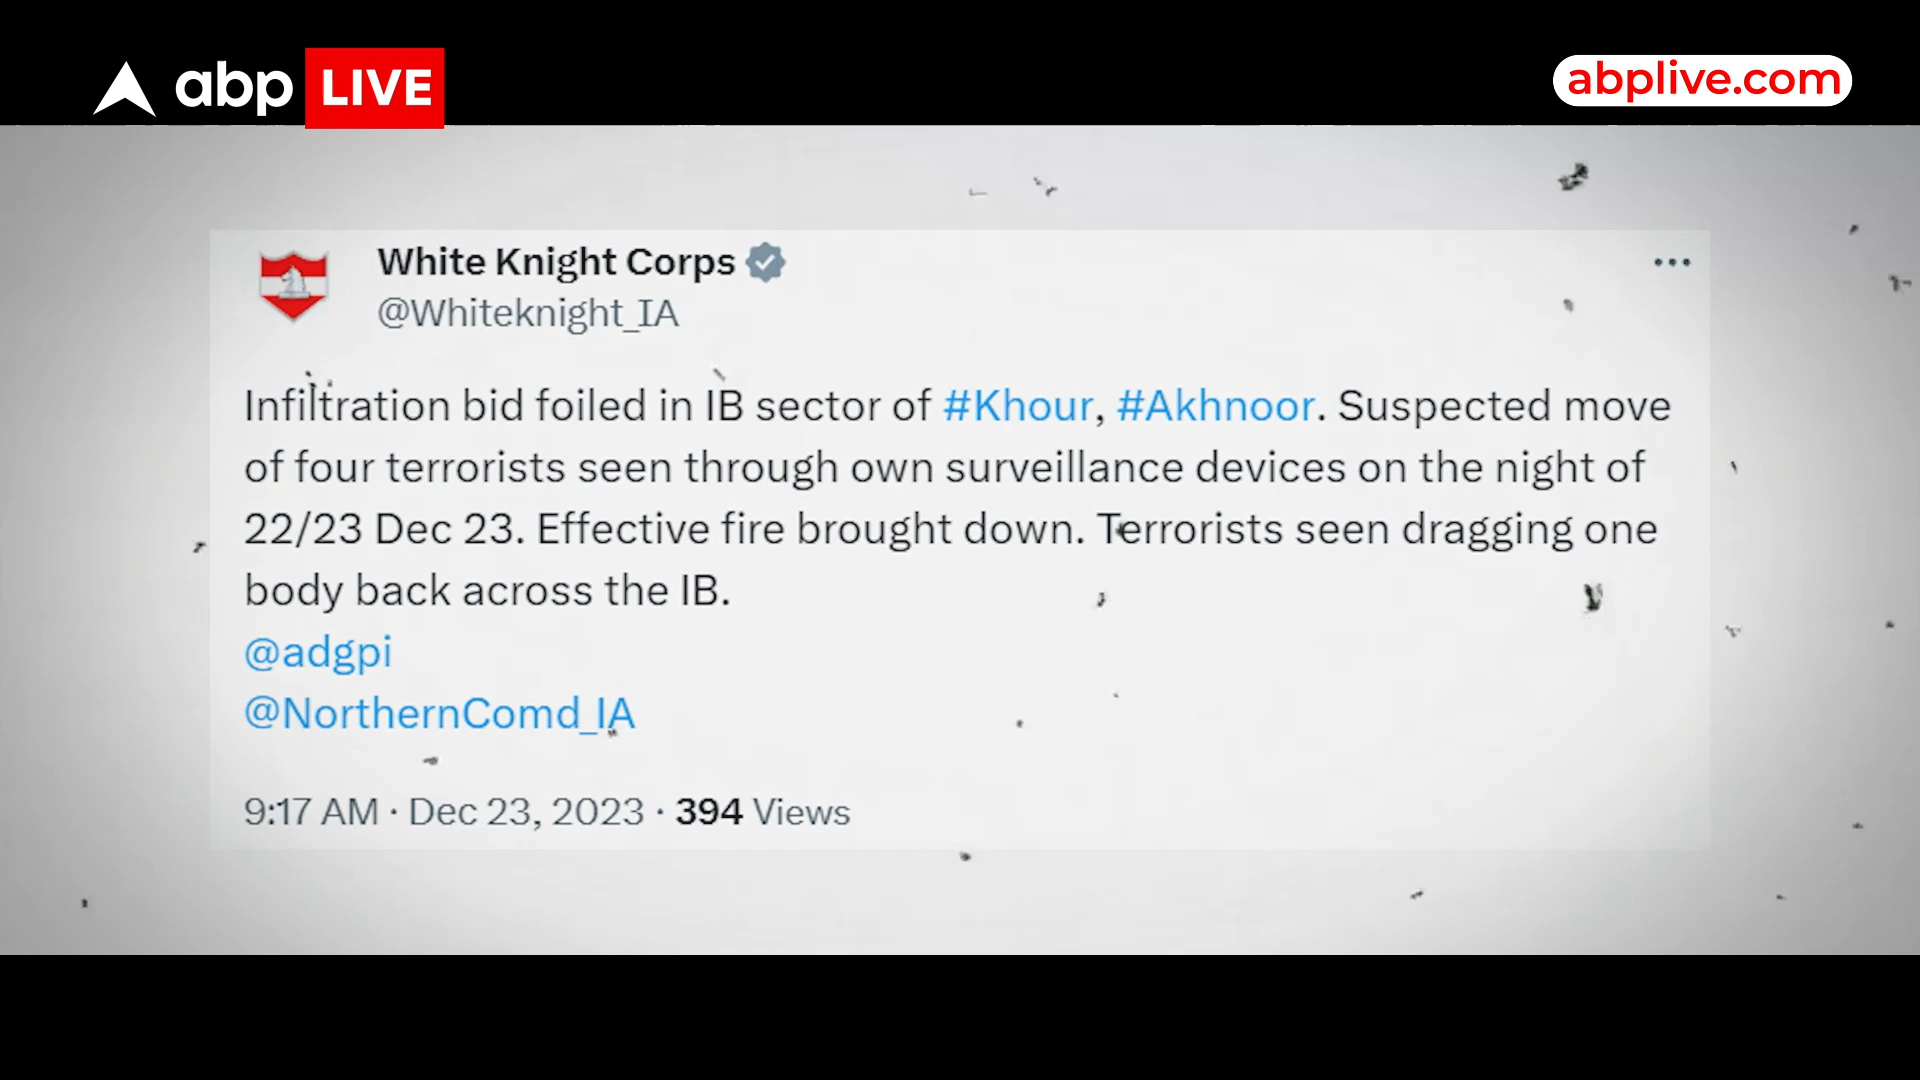 abp LIVE
abplive.com
White Knight Corps
@Whiteknight_IA
Infiltration bid foiled in IB sector of #Khour, #Akhnoor. Suspected move
of four terrorists seen through own surveillance devices on the night of
22/23 Dec 23. Effective fire brought down. Terrorists seen dragging one
body back across the IB.
@adgpi
@NorthernComd_IA
9:17 AM · Dec 23, 2023 · 394 Views